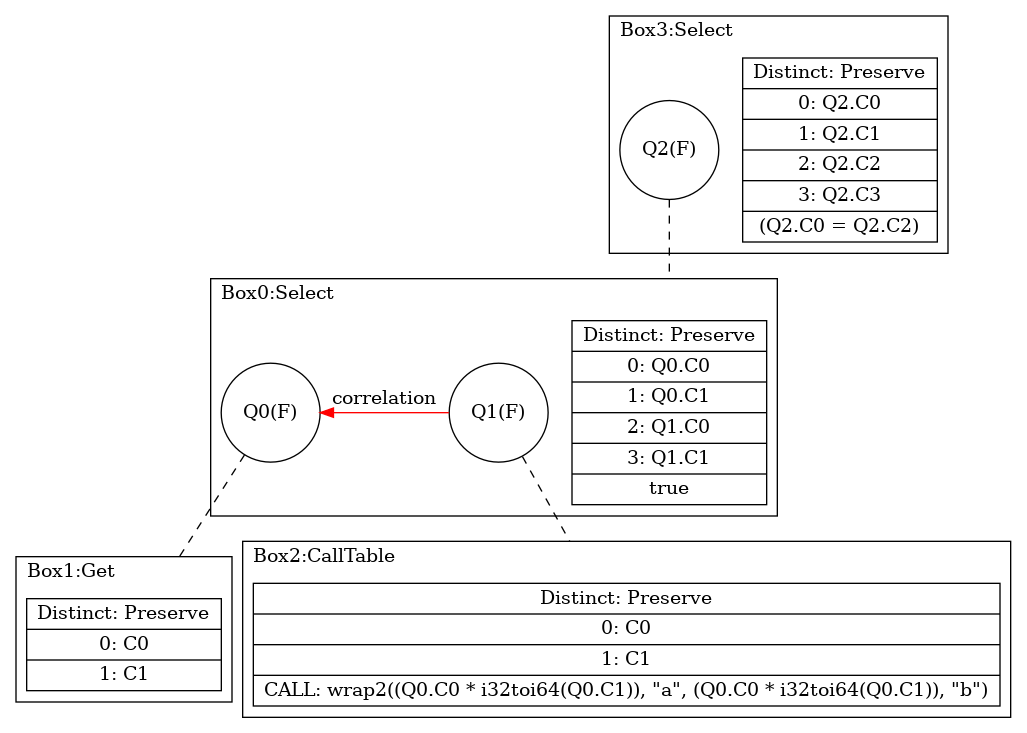 Box3:Select
Q2(F)
Distinct: Preserve
0: Q2.C0
1: Q2.C1
2: Q2.C2
3: Q2.C3
(Q2.C0 = Q2.C2)
Box0:Select
Q0(F)
correlation
Q1(F)
Distinct: Preserve
0: Q0.C0
1: Q0.C1
2: Q1.C0
3: Q1.C1
true
Box1:Get
Distinct: Preserve
0: C0
1: C1
Box2:CallTable
Distinct: Preserve
0: C0
1: C1
CALL: wrap2((Q0.C0 * i32toi64(Q0.C1)), "a", (Q0.C0 * i32toi64(Q0.C1)), "b")